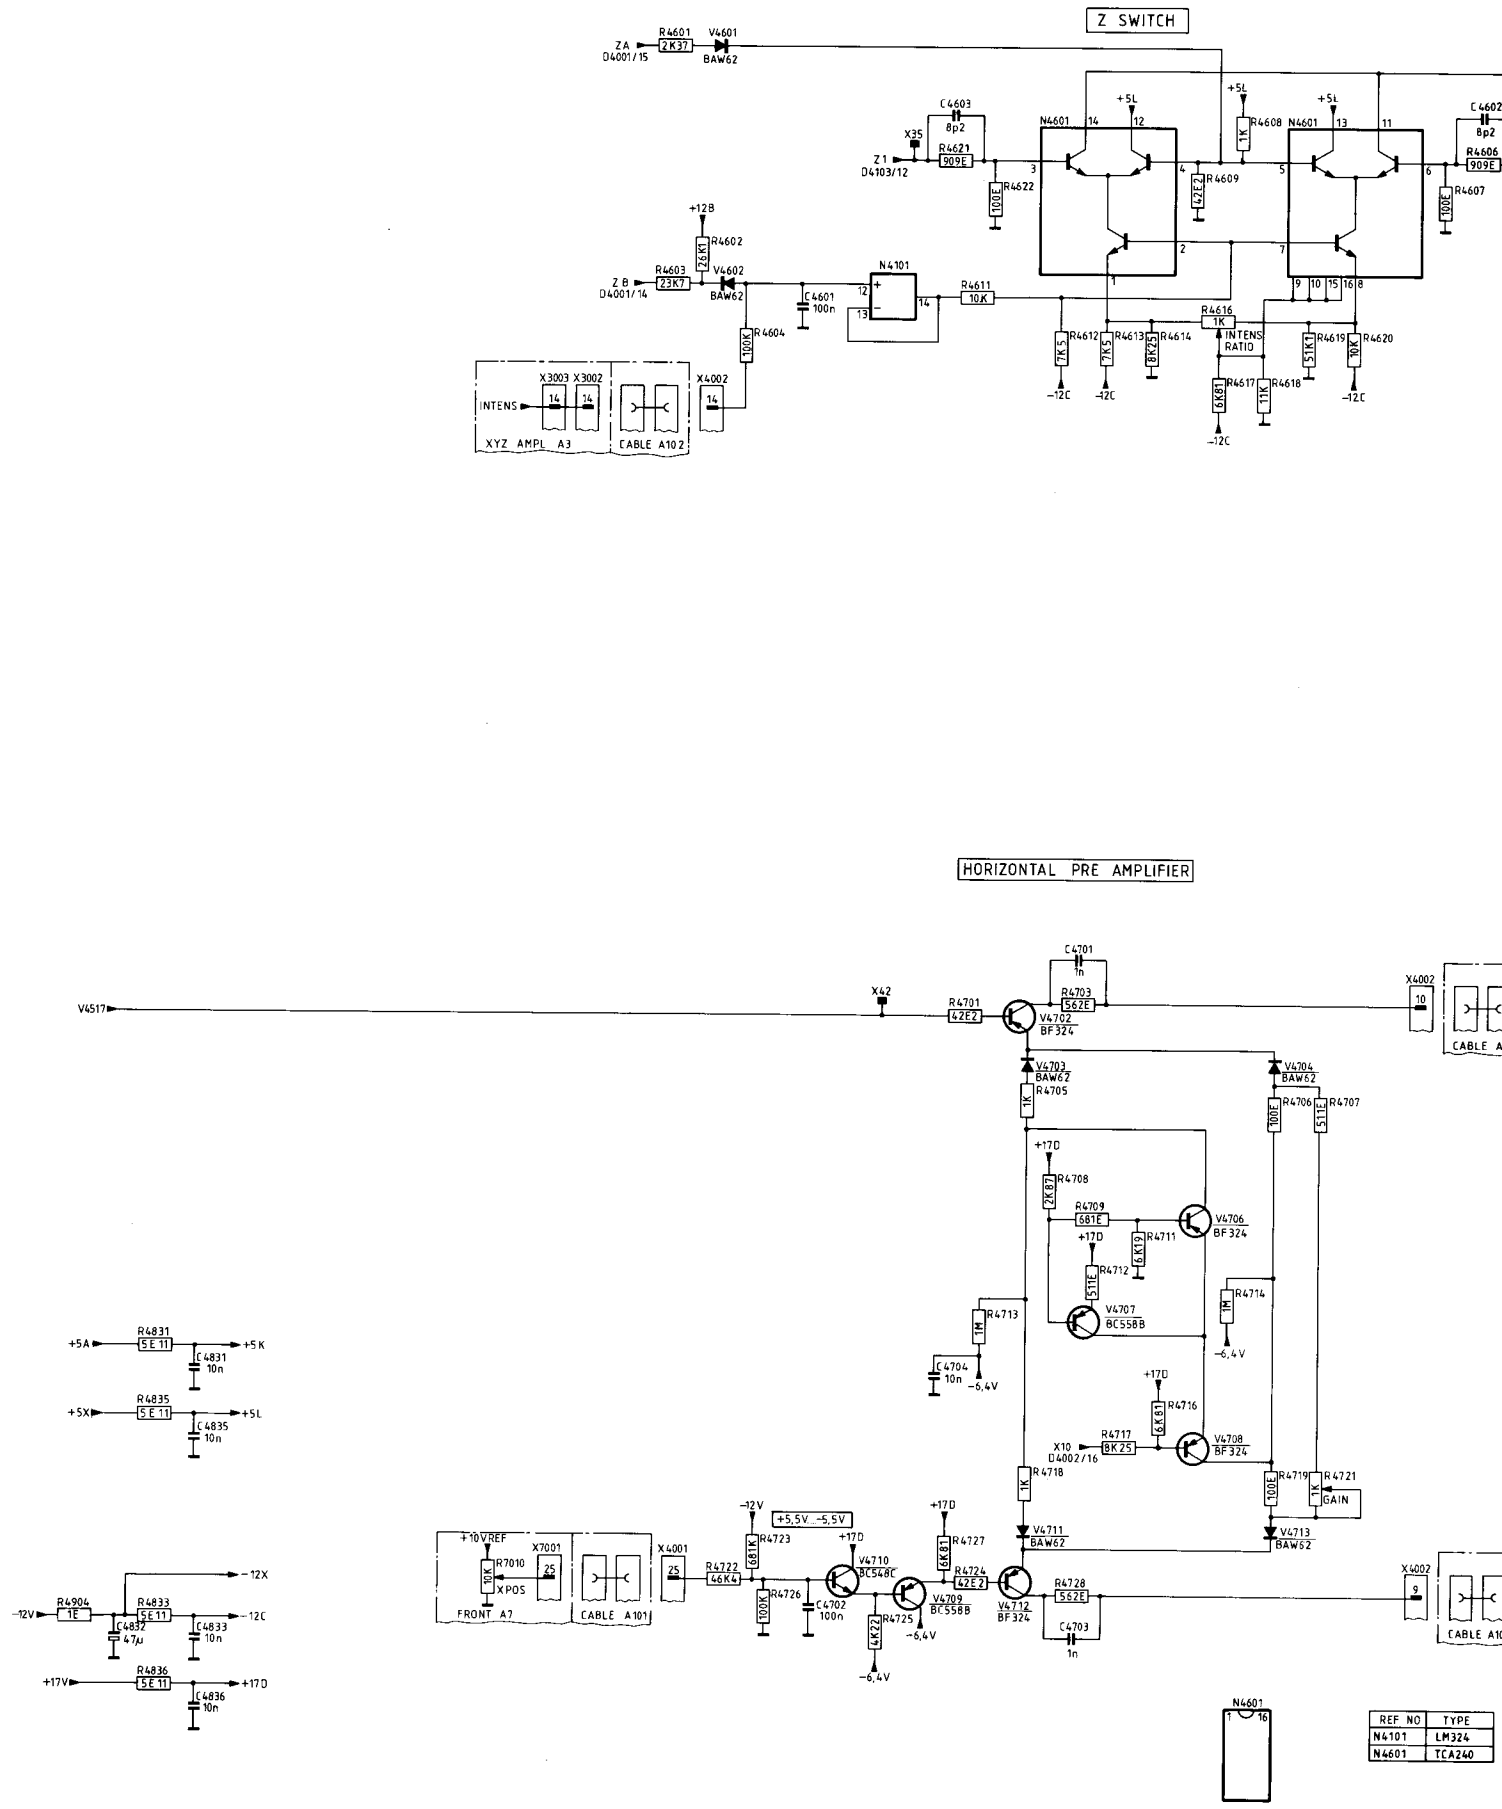 Z SWITCH
ZA
D4001/15
R4601
2K37
V4601
BAW62
C4603
8p2
X35
Z1
D4103/12
R4621
909E
R4622
100E
N4601
14
+5L
12
3
4
2
1
R4609
42E2
+5L
R4608
1K
N4601
+5L
13
11
5
6
7
9
10
15
16
8
C4602
8p2
R4606
909E
R4607
100E
+12B
R4602
26K1
ZB
D4001/14
R4603
23K7
V4602
BAW62
C4601
100n
R4604
100K
N4101
12
+
13
–
14
R4611
10K
R4612
7K5
–12C
R4613
7K5
–12C
R4614
8K25
R4616
1K
INTENS
RATIO
R4617
6K81
–12C
R4618
11K
R4619
51K1
R4620
10K
–12C
INTENS
X3003
14
X3002
14
XYZ AMPL A3
CABLE A102
X4002
14
HORIZONTAL PRE AMPLIFIER
V4517
X42
R4701
42E2
C4701
1n
R4703
562E
V4702
BF324
X4002
10
CABLE A
V4703
BAW62
R4705
1K
V4704
BAW62
R4706
100E
R4707
511E
+17D
R4708
2K87
R4709
681E
R4711
6K19
V4706
BF324
+17D
R4712
511E
V4707
BC558B
R4713
1M
C4704
10n
–6,4V
R4714
1M
–6,4V
+17D
R4716
6K81
X10
D4002/16
R4717
8K25
V4708
BF324
R4718
1K
R4719
100E
R4721
1K
GAIN
V4711
BAW62
V4713
BAW62
+5A
R4831
5E11
+5K
C4831
10n
+5X
R4835
5E11
+5L
C4835
10n
–12X
–12V
R4904
1E
R4833
5E11
–12C
C4832
47µ
C4833
10n
+17V
R4836
5E11
+17D
C4836
10n
+10VREF
R7010
10K
XPOS
X7001
25
FRONT A7
CABLE A101
X4001
25
R4722
46K4
–12V
R4723
681K
+5,5V...–5,5V
+17D
V4710
BC548C
R4726
100K
C4702
100n
R4725
4K22
–6,4V
V4709
BC558B
–6,4V
+17D
R4727
6K81
R4724
42E2
V4712
BF324
R4728
562E
C4703
1n
X4002
9
CABLE A10
N4601
1 16
REF NO TYPE
N4101 LM324
N4601 TCA240